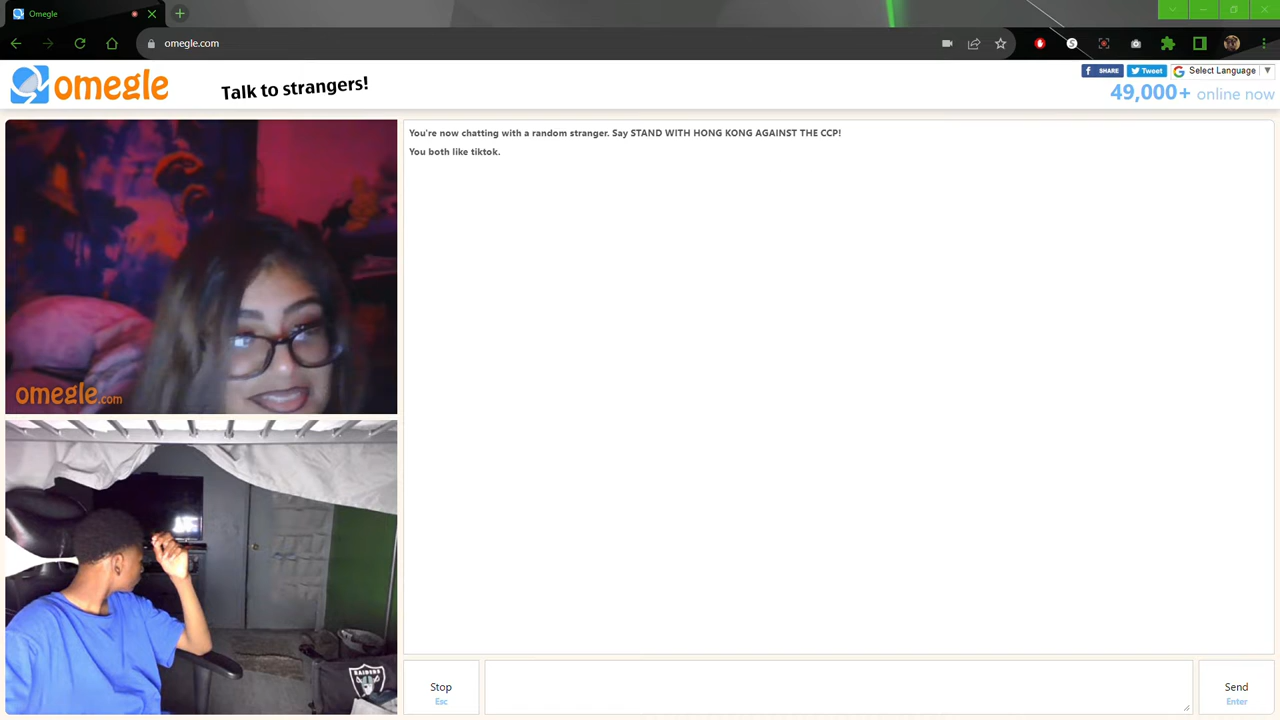 Omegle
omegle.com
omegle
Talk to strangers!
SHARE
Tweet
Select Language
49,000+ online now
You're now chatting with a random stranger. Say STAND WITH HONG KONG AGAINST THE CCP!
You both like tiktok.
omegle.com
RAIDERS
Stop
Esc
Send
Enter